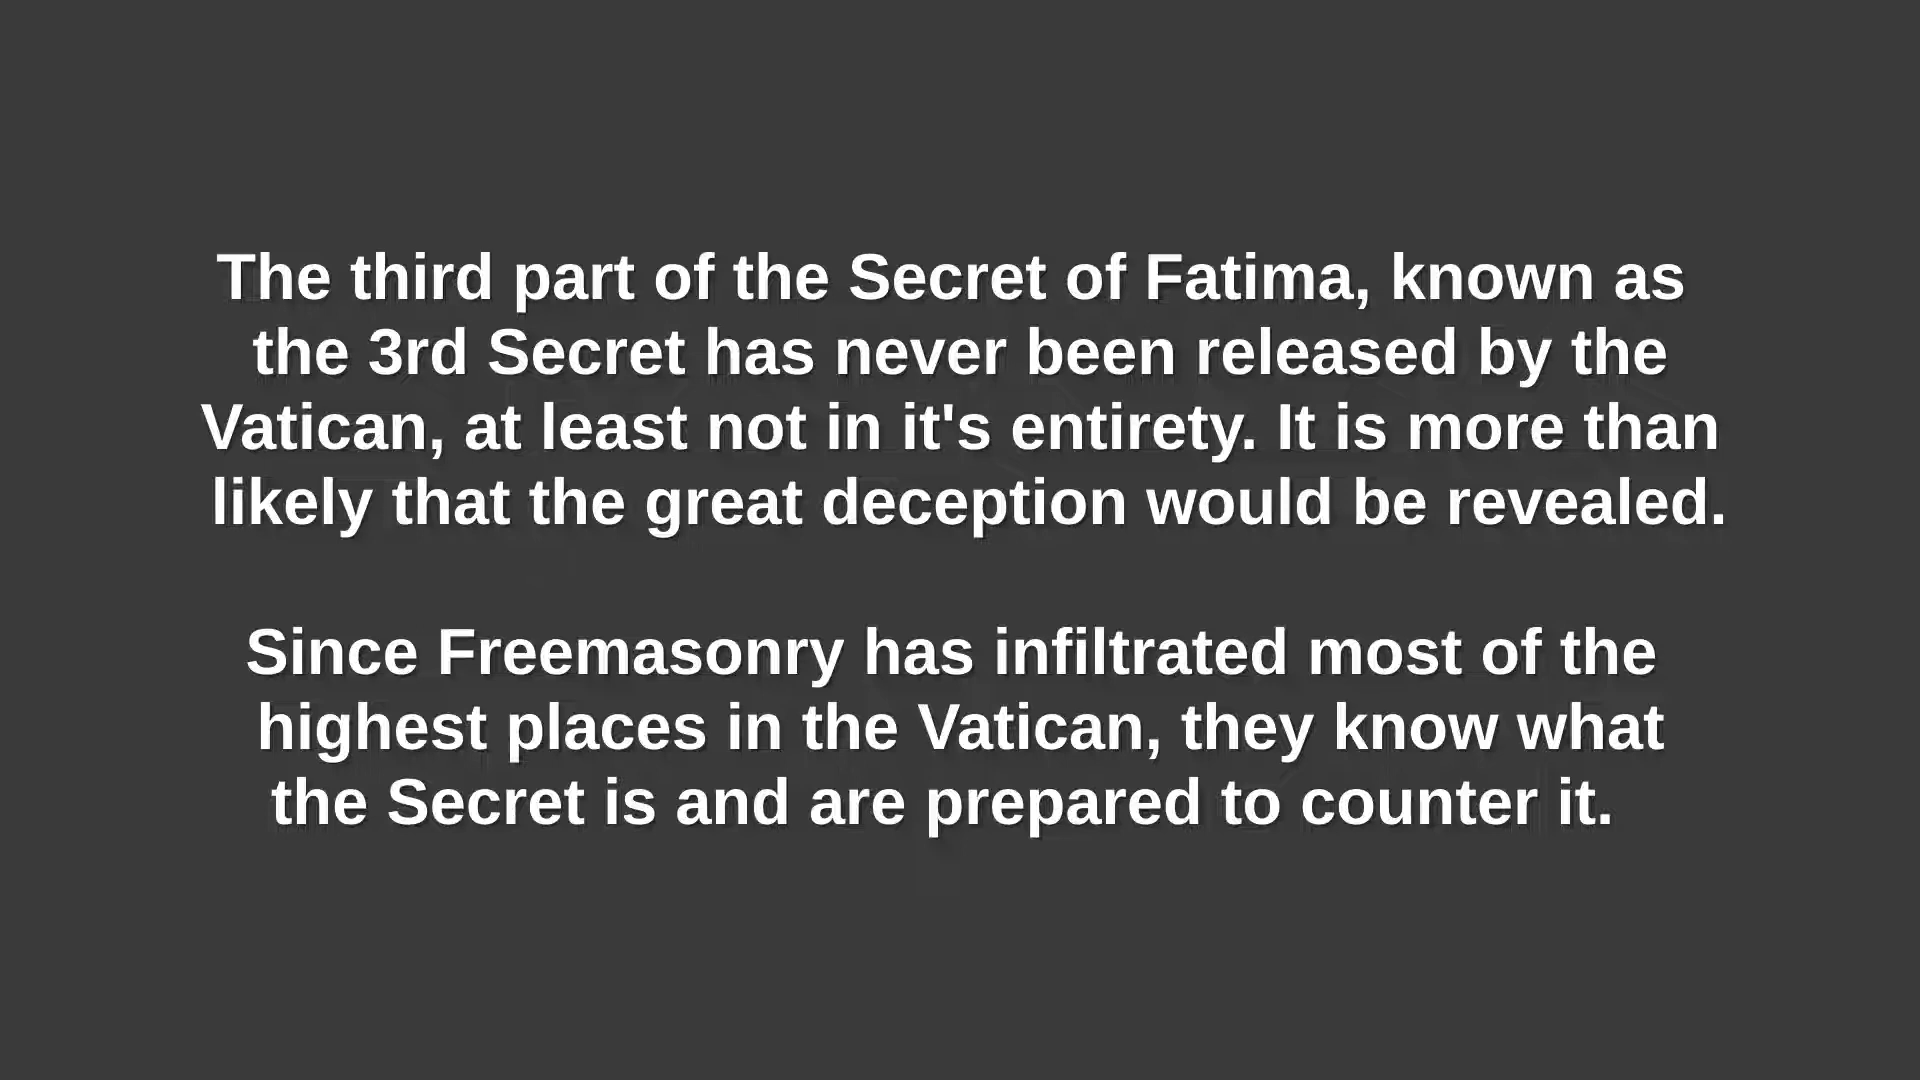 The third part of the Secret of Fatima, known as
the 3rd Secret has never been released by the
Vatican, at least not in it's entirety. It is more than
likely that the great deception would be revealed.
Since Freemasonry has infiltrated most of the
highest places in the Vatican, they know what
the Secret is and are prepared to counter it.